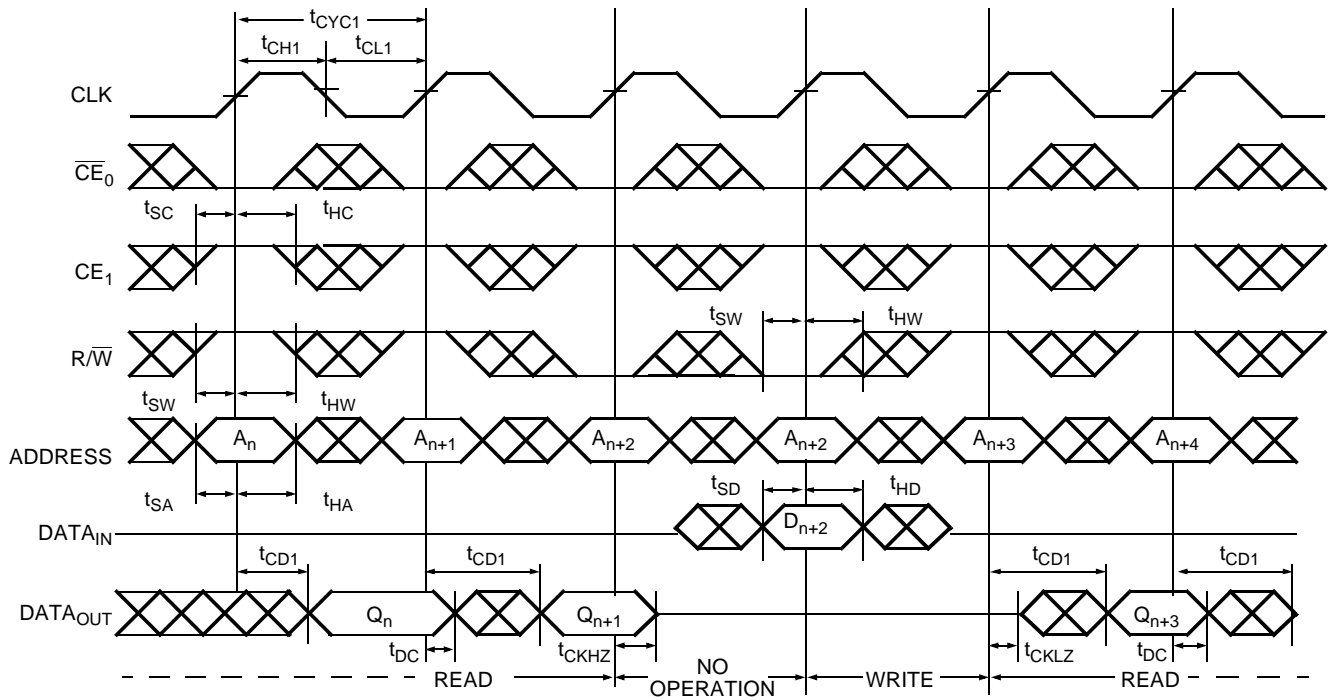 tCYC1
tCH1 tCL1
CLK
CE0
tSC tHC
CE1
tSW tHW
R/W
tSW tHW
An An+1 An+2 An+2 An+3 An+4
ADDRESS
tSA tHA tSD tHD
DATAIN Dn+2
tCD1 tCD1 tCD1 tCD1
DATAOUT Qn Qn+1 Qn+3
tDC tCKHZ tCKLZ tDC
READ NO OPERATION WRITE READ